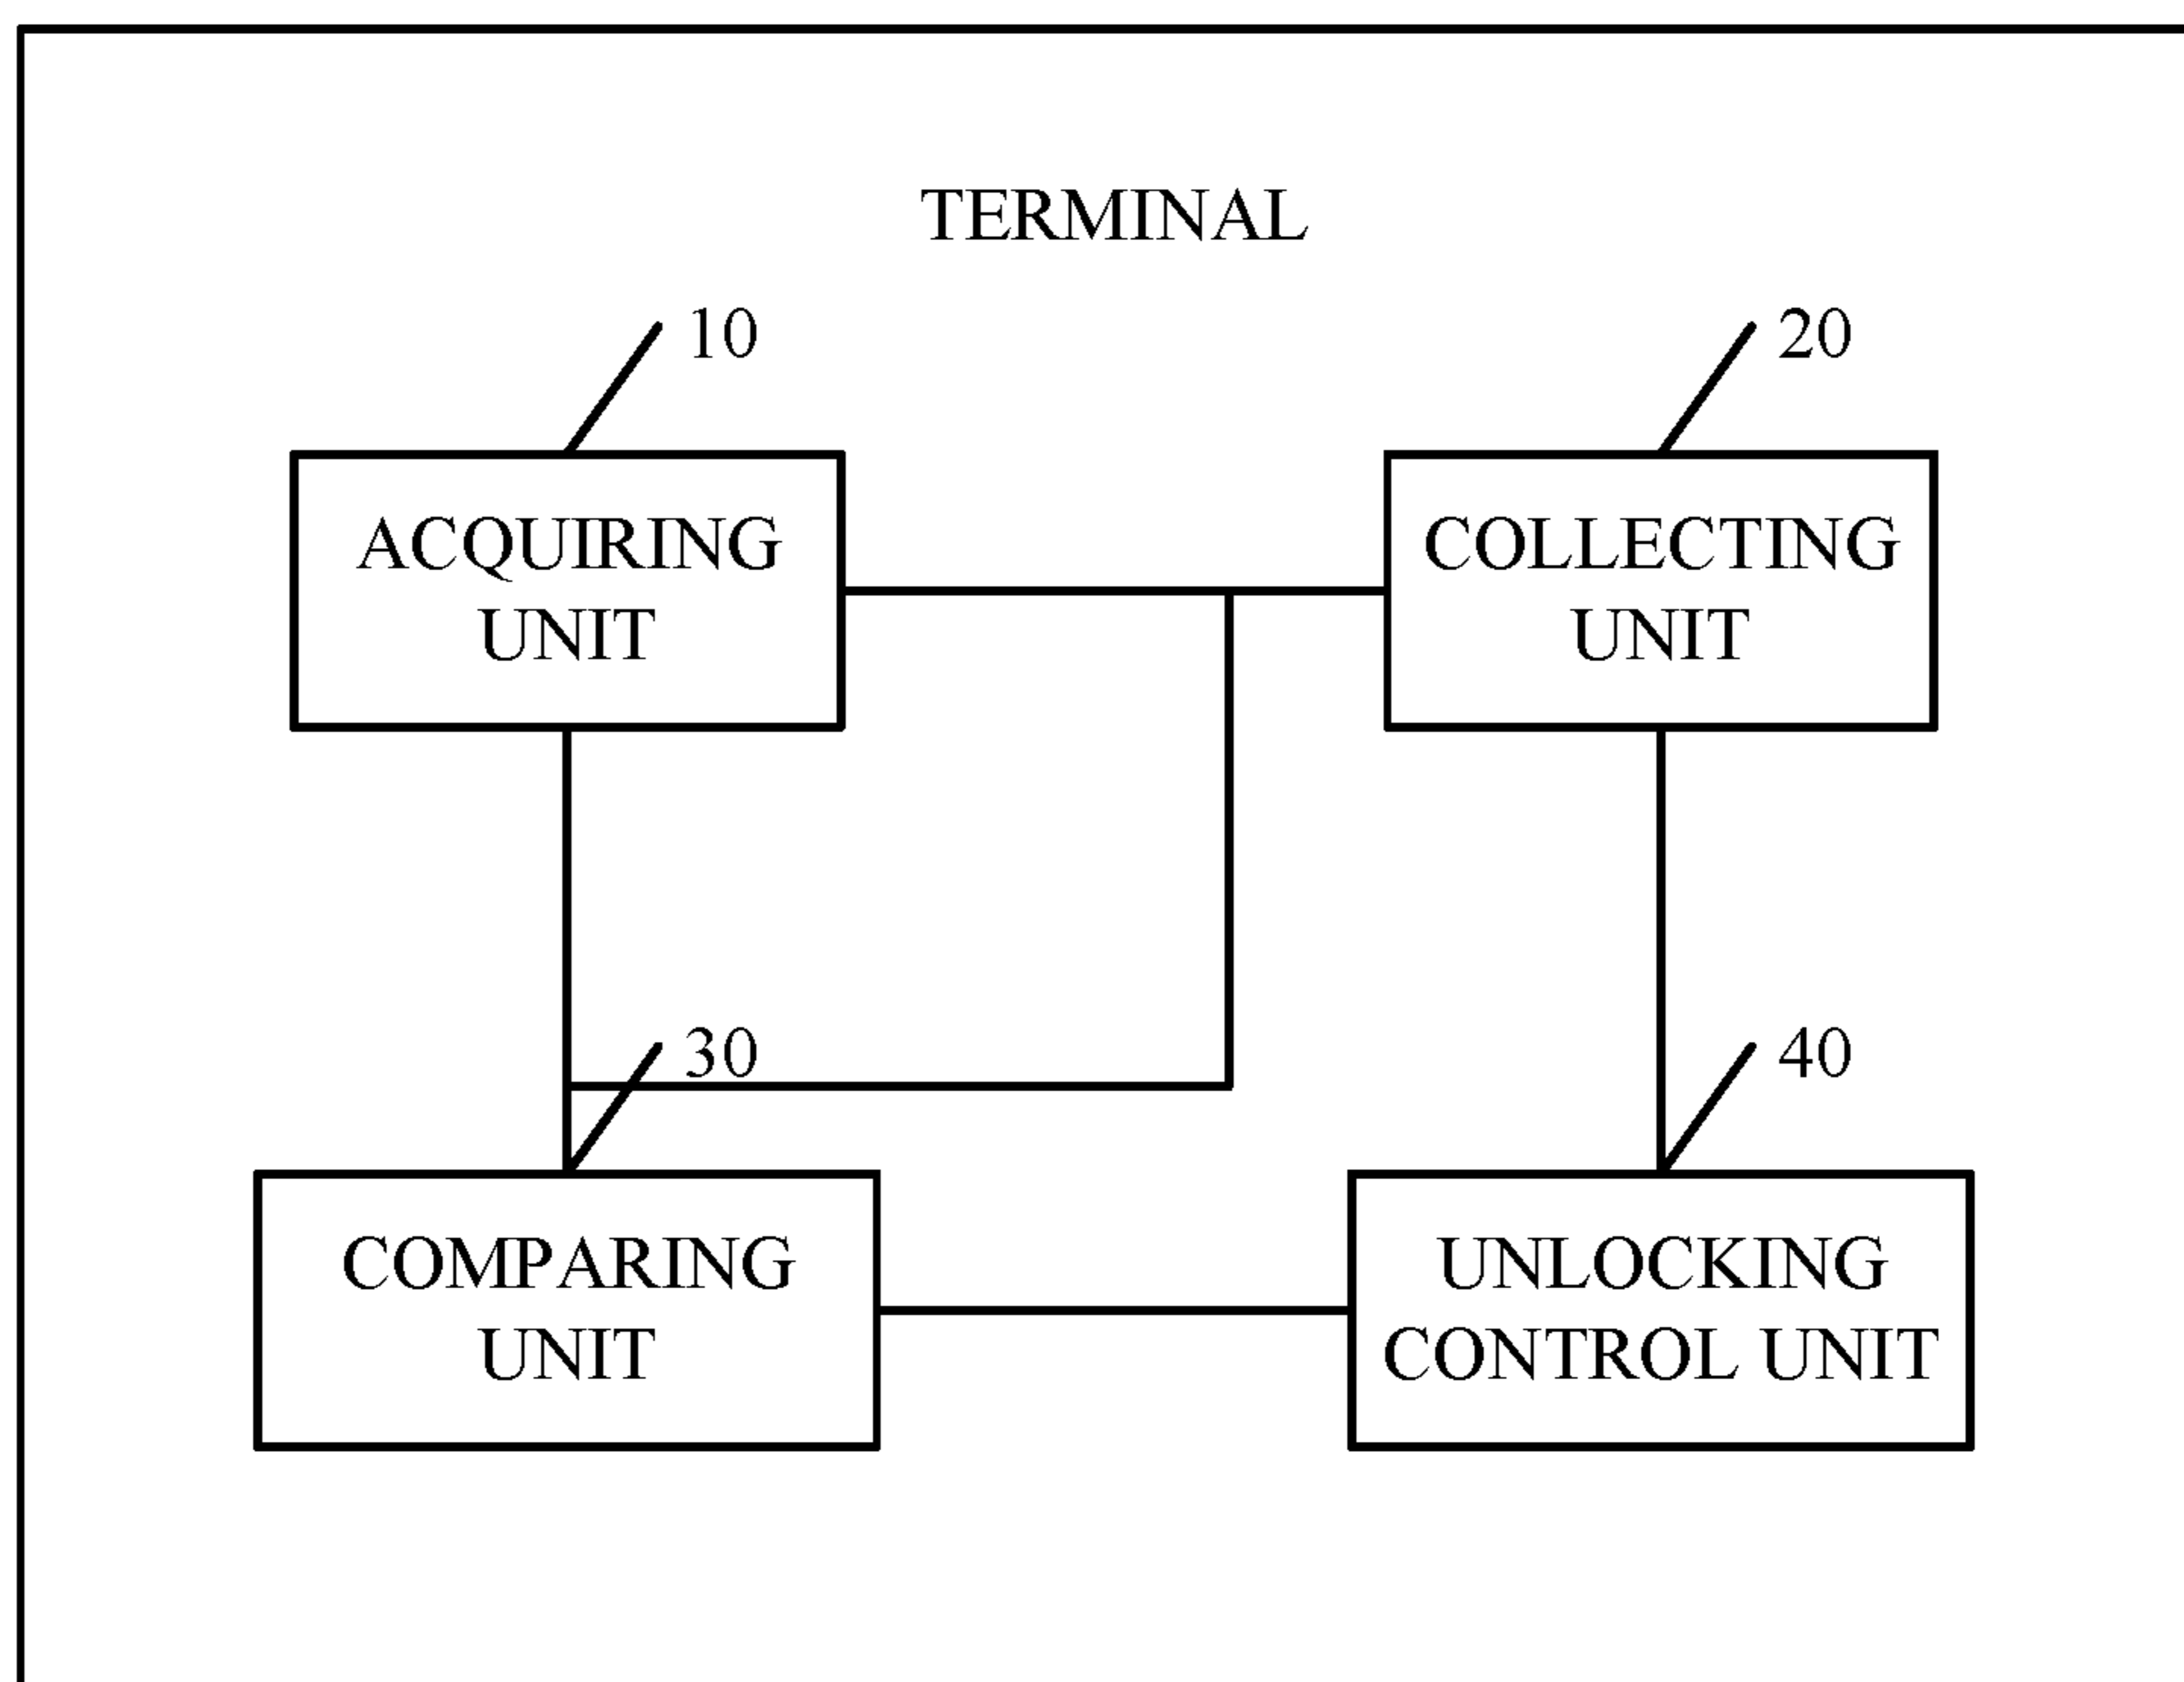 TERMINAL
10
20
ACQUIRING
UNIT
COLLECTING
UNIT
30
40
COMPARING
UNIT
UNLOCKING
CONTROL UNIT